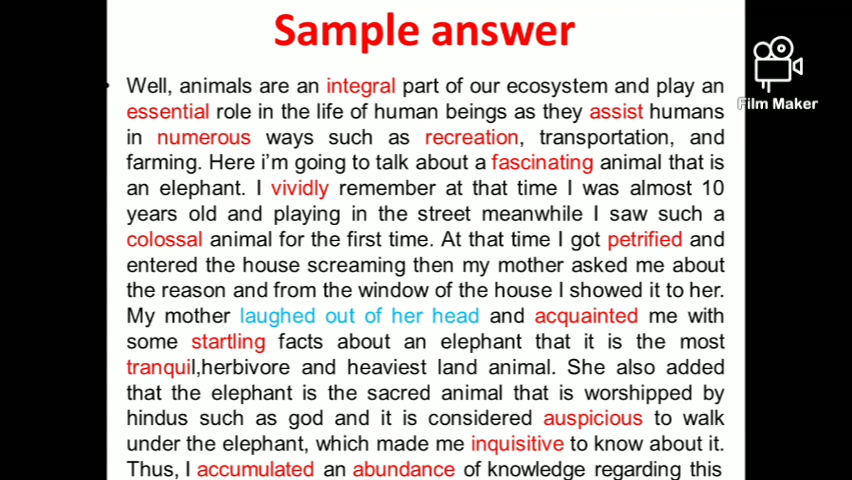 Sample answer
Well, animals are an integral part of our ecosystem and play an
essential role in the life of human beings as they assist humans
in numerous ways such as recreation, transportation, and
farming. Here i'm going to talk about a fascinating animal that is
an elephant. I vividly remember at that time I was almost 10
years old and playing in the street meanwhile I saw such a
colossal animal for the first time. At that time I got petrified and
entered the house screaming then my mother asked me about
the reason and from the window of the house I showed it to her.
My mother laughed out of her head and acquainted me with
some startling facts about an elephant that it is the most
tranquil,herbivore and heaviest land animal. She also added
that the elephant is the sacred animal that is worshipped by
hindus such as god and it is considered auspicious to walk
under the elephant, which made me inquisitive to know about it.
Thus, I accumulated an abundance of knowledge regarding this
Film Maker